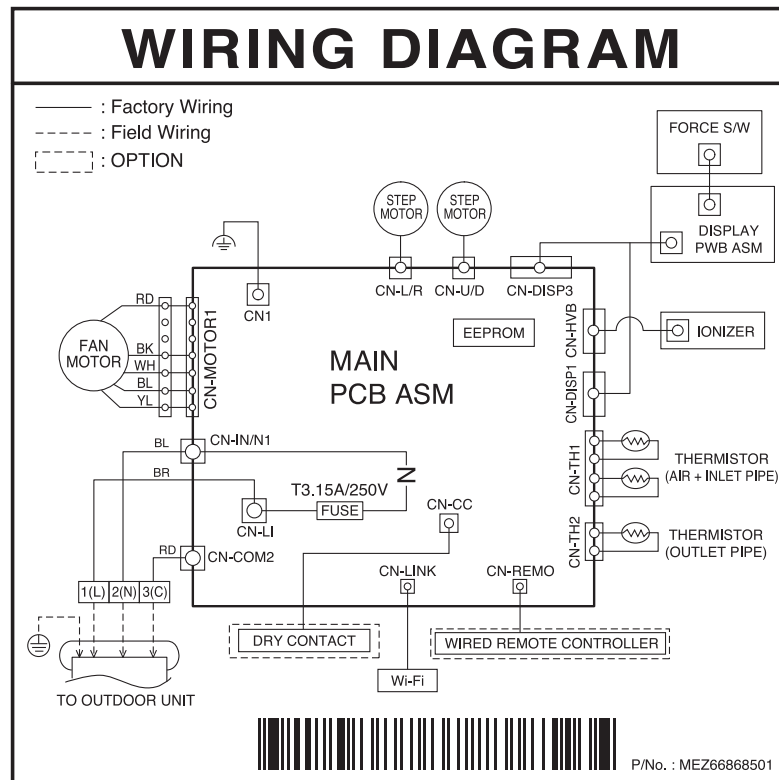 WIRING DIAGRAM
: Factory Wiring
: Field Wiring
: OPTION
FORCE S/W
DISPLAY
PWB ASM
STEP
MOTOR
STEP
MOTOR
CN-L/R
CN-U/D
CN-DISP3
CN1
EEPROM
CN-HVB
IONIZER
RD
BK
WH
BL
YL
FAN
MOTOR
CN-MOTOR1
MAIN
PCB ASM
CN-DISP1
CN-IN/N1
BL
BR
N
T3.15A/250V
FUSE
CN-LI
CN-CC
CN-TH1
THERMISTOR
(AIR + INLET PIPE)
CN-TH2
THERMISTOR
(OUTLET PIPE)
RD
CN-COM2
CN-LINK
CN-REMO
1(L) 2(N) 3(C)
DRY CONTACT
WIRED REMOTE CONTROLLER
Wi-Fi
TO OUTDOOR UNIT
P/No. : MEZ66868501